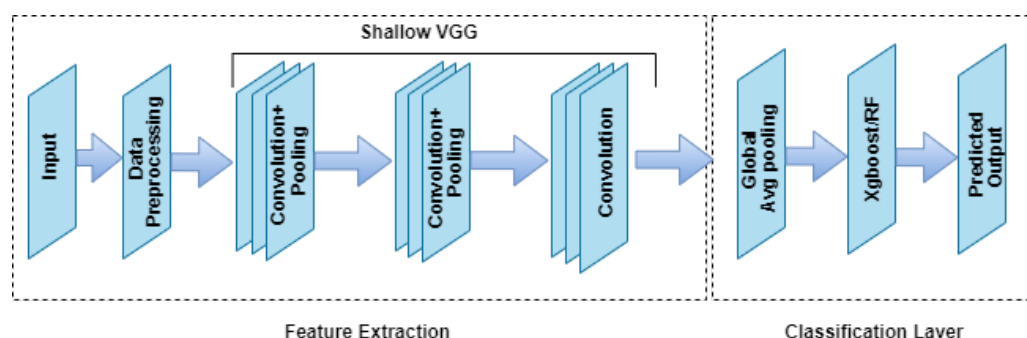 Shallow VGG
Input
Data
Preprocessing
Convolution+
Pooling
Convolution+
Pooling
Convolution
Global
Avg pooling
Xgboost/RF
Predicted
Output
Feature Extraction
Classification Layer